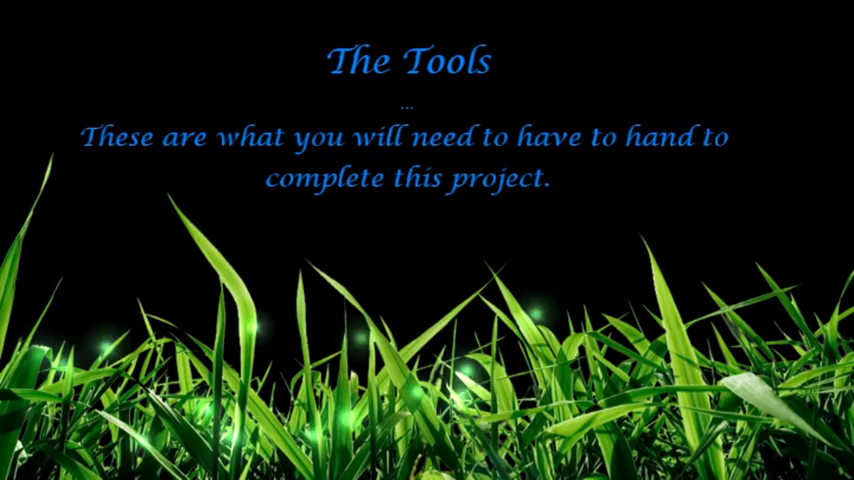 The Tools
...
These are what you will need to have to hand to
complete this project.